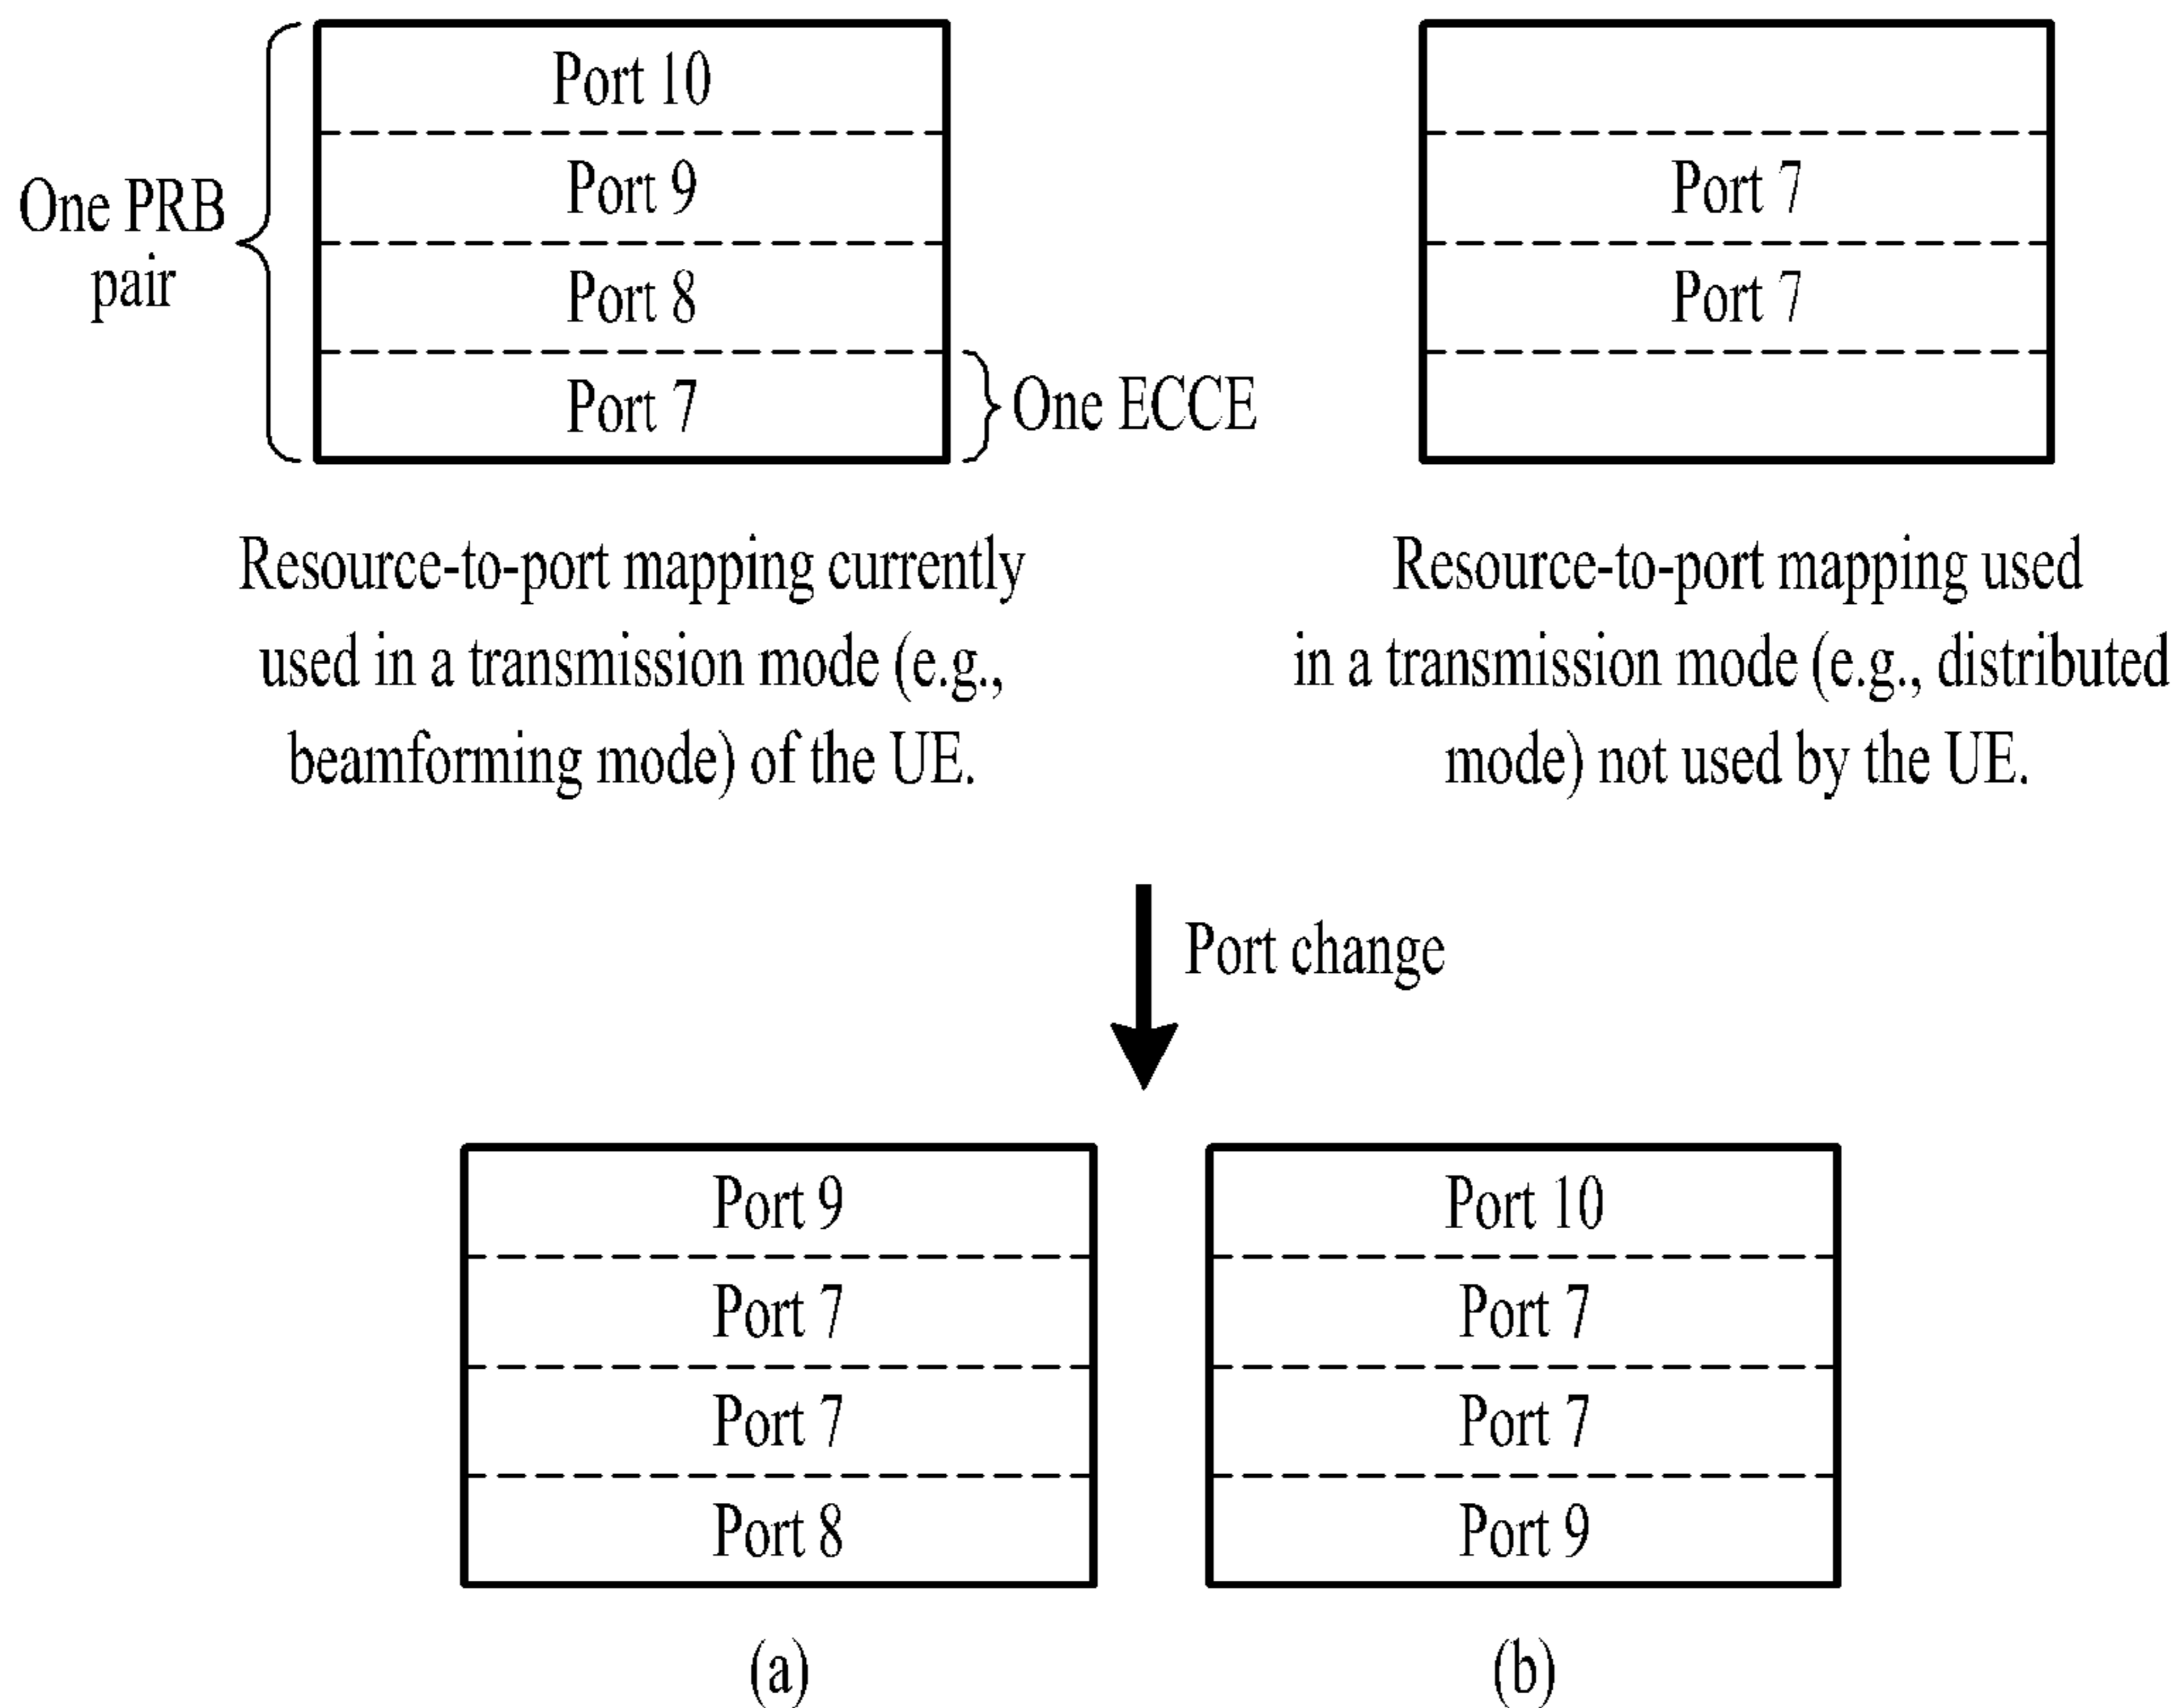 Port 10
Port 9
Port 8
Port 7
One PRB
pair
One ECCE
Port 7
Port 7
Resource-to-port mapping currently
used in a transmission mode (e.g.,
beamforming mode) of the UE.
Resource-to-port mapping used
in a transmission mode (e.g., distributed
mode) not used by the UE.
Port change
Port 9
Port 7
Port 7
Port 8
(a)
Port 10
Port 7
Port 7
Port 9
(b)